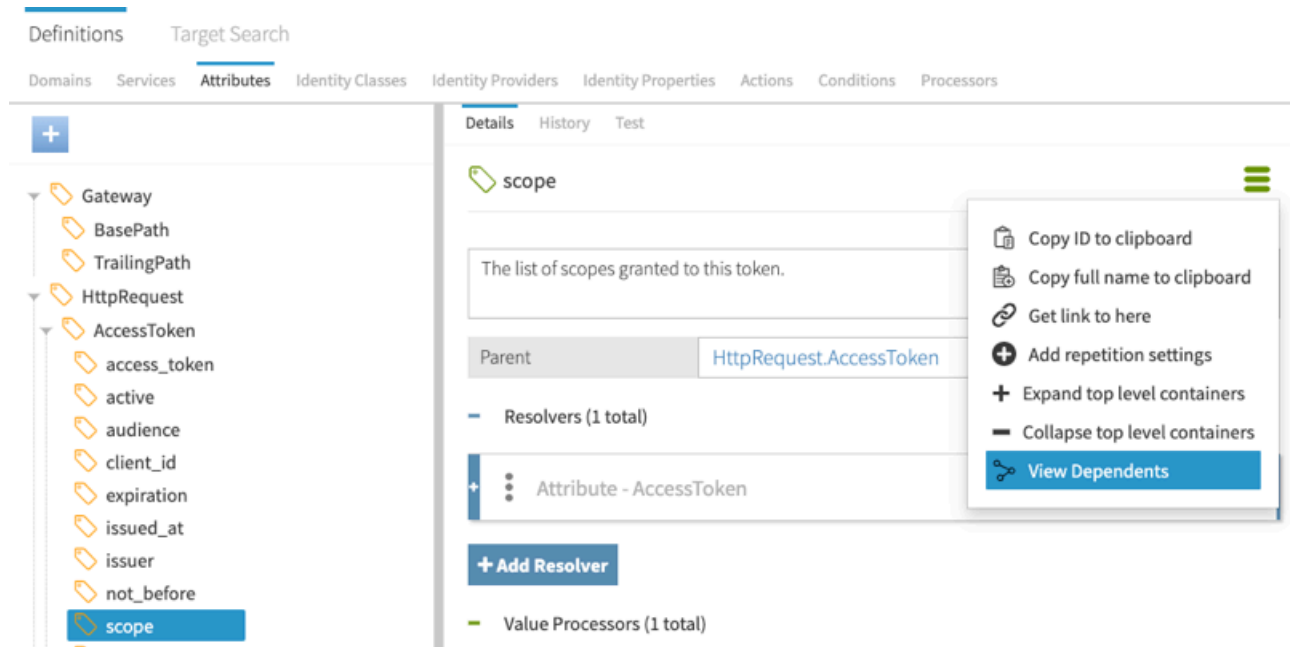 Definitions Target Search
Domains Services Attributes Identity Classes Identity Providers Identity Properties Actions Conditions Processors
+
Gateway
BasePath
TrailingPath
HttpRequest
AccessToken
access_token
active
audience
client_id
expiration
issued_at
issuer
not_before
scope
Details History Test
scope
The list of scopes granted to this token.
Parent HttpRequest.AccessToken
Resolvers (1 total)
Attribute - AccessToken
+ Add Resolver
Value Processors (1 total)
Copy ID to clipboard
Copy full name to clipboard
Get link to here
Add repetition settings
Expand top level containers
Collapse top level containers
View Dependents